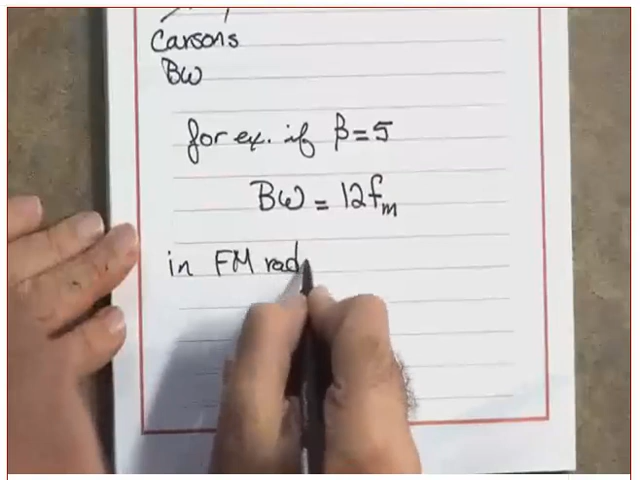 Carsons
BW
for ex. if β=5
BW = 12fm
in FM rad